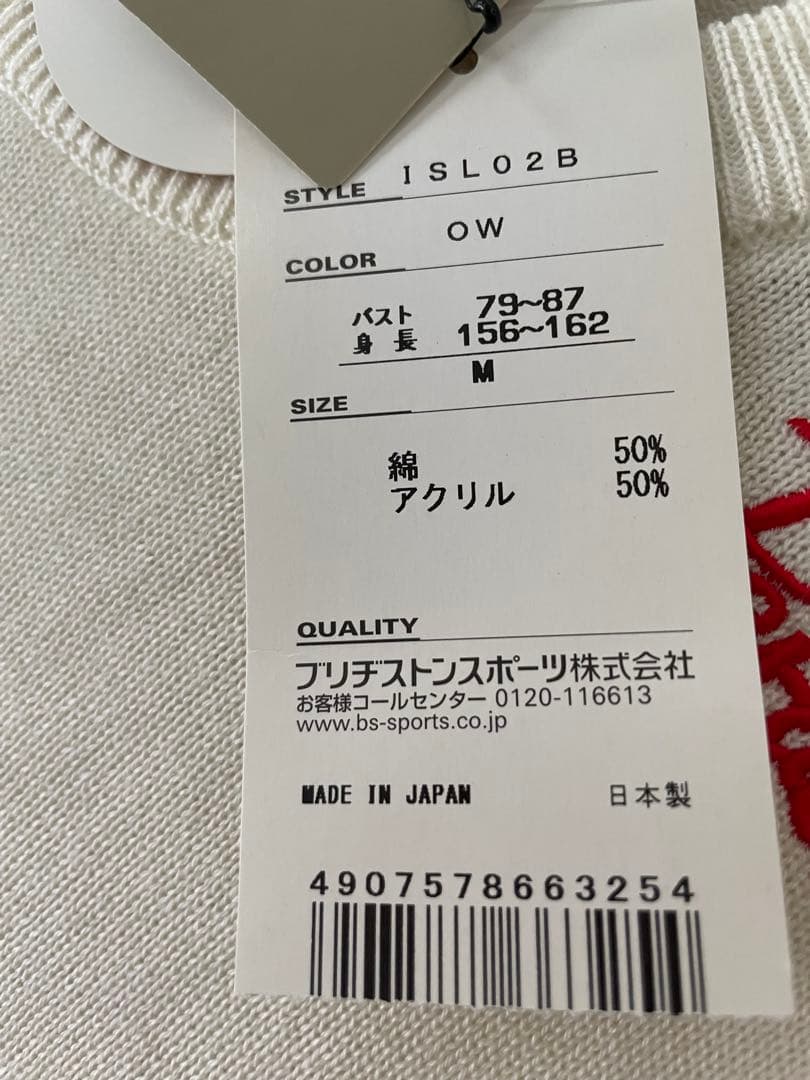 STYLE ISL02B
COLOR OW
バスト 79~87
身長 156~162
SIZE M
綿 50%
アクリル 50%
QUALITY
ブリヂストンスポーツ株式会社
お客様コールセンター 0120-116613
www.bs-sports.co.jp
MADE IN JAPAN 日本製
4907578663254